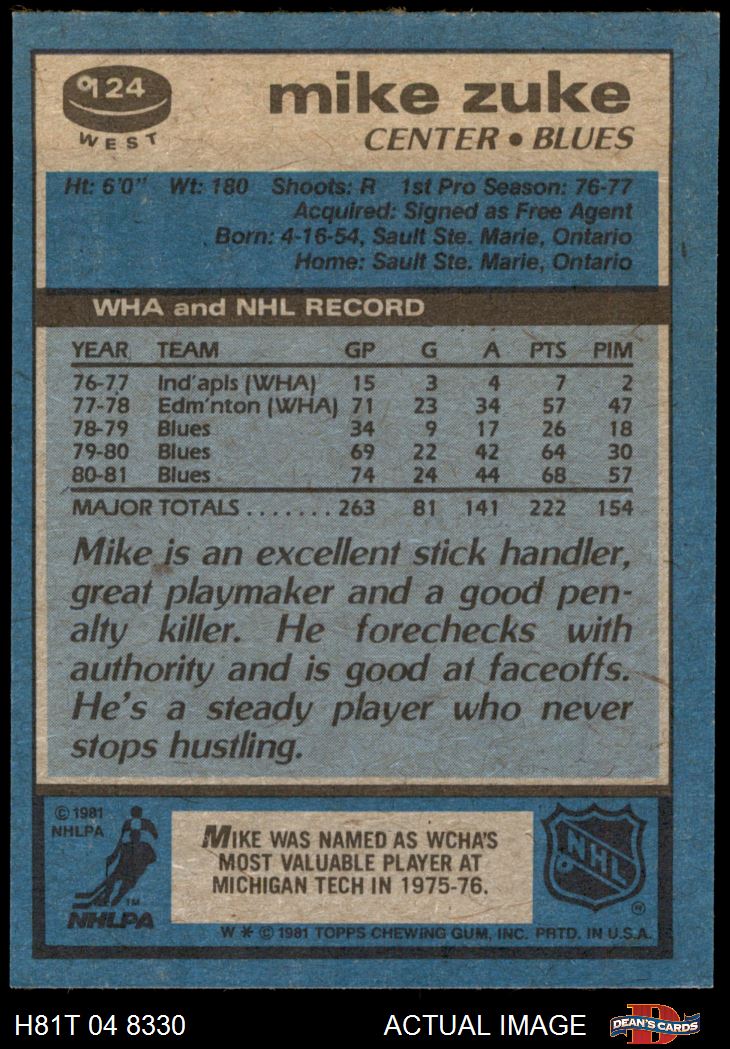 124
WEST
mike zuke
CENTER • BLUES
Ht: 6'0" Wt: 180 Shoots: R 1st Pro Season: 76-77
Acquired: Signed as Free Agent
Born: 4-16-54, Sault Ste. Marie, Ontario
Home: Sault Ste. Marie, Ontario
WHA and NHL RECORD
YEAR TEAM GP G A PTS PIM
76-77 Ind'apls (WHA) 15 3 4 7 2
77-78 Edm'nton (WHA) 71 23 34 57 47
78-79 Blues 34 9 17 26 18
79-80 Blues 69 22 42 64 30
80-81 Blues 74 24 44 68 57
MAJOR TOTALS ....... 263 81 141 222 154
Mike is an excellent stick handler,
great playmaker and a good pen-
alty killer. He forechecks with
authority and is good at faceoffs.
He's a steady player who never
stops hustling.
© 1981
NHLPA
TM
NHLPA
MIKE WAS NAMED AS WCHA'S
MOST VALUABLE PLAYER AT
MICHIGAN TECH IN 1975-76.
NHL
W * © 1981 TOPPS CHEWING GUM, INC. PRTD. IN U.S.A.
H81T 04 8330
ACTUAL IMAGE
DEAN'S CARDS